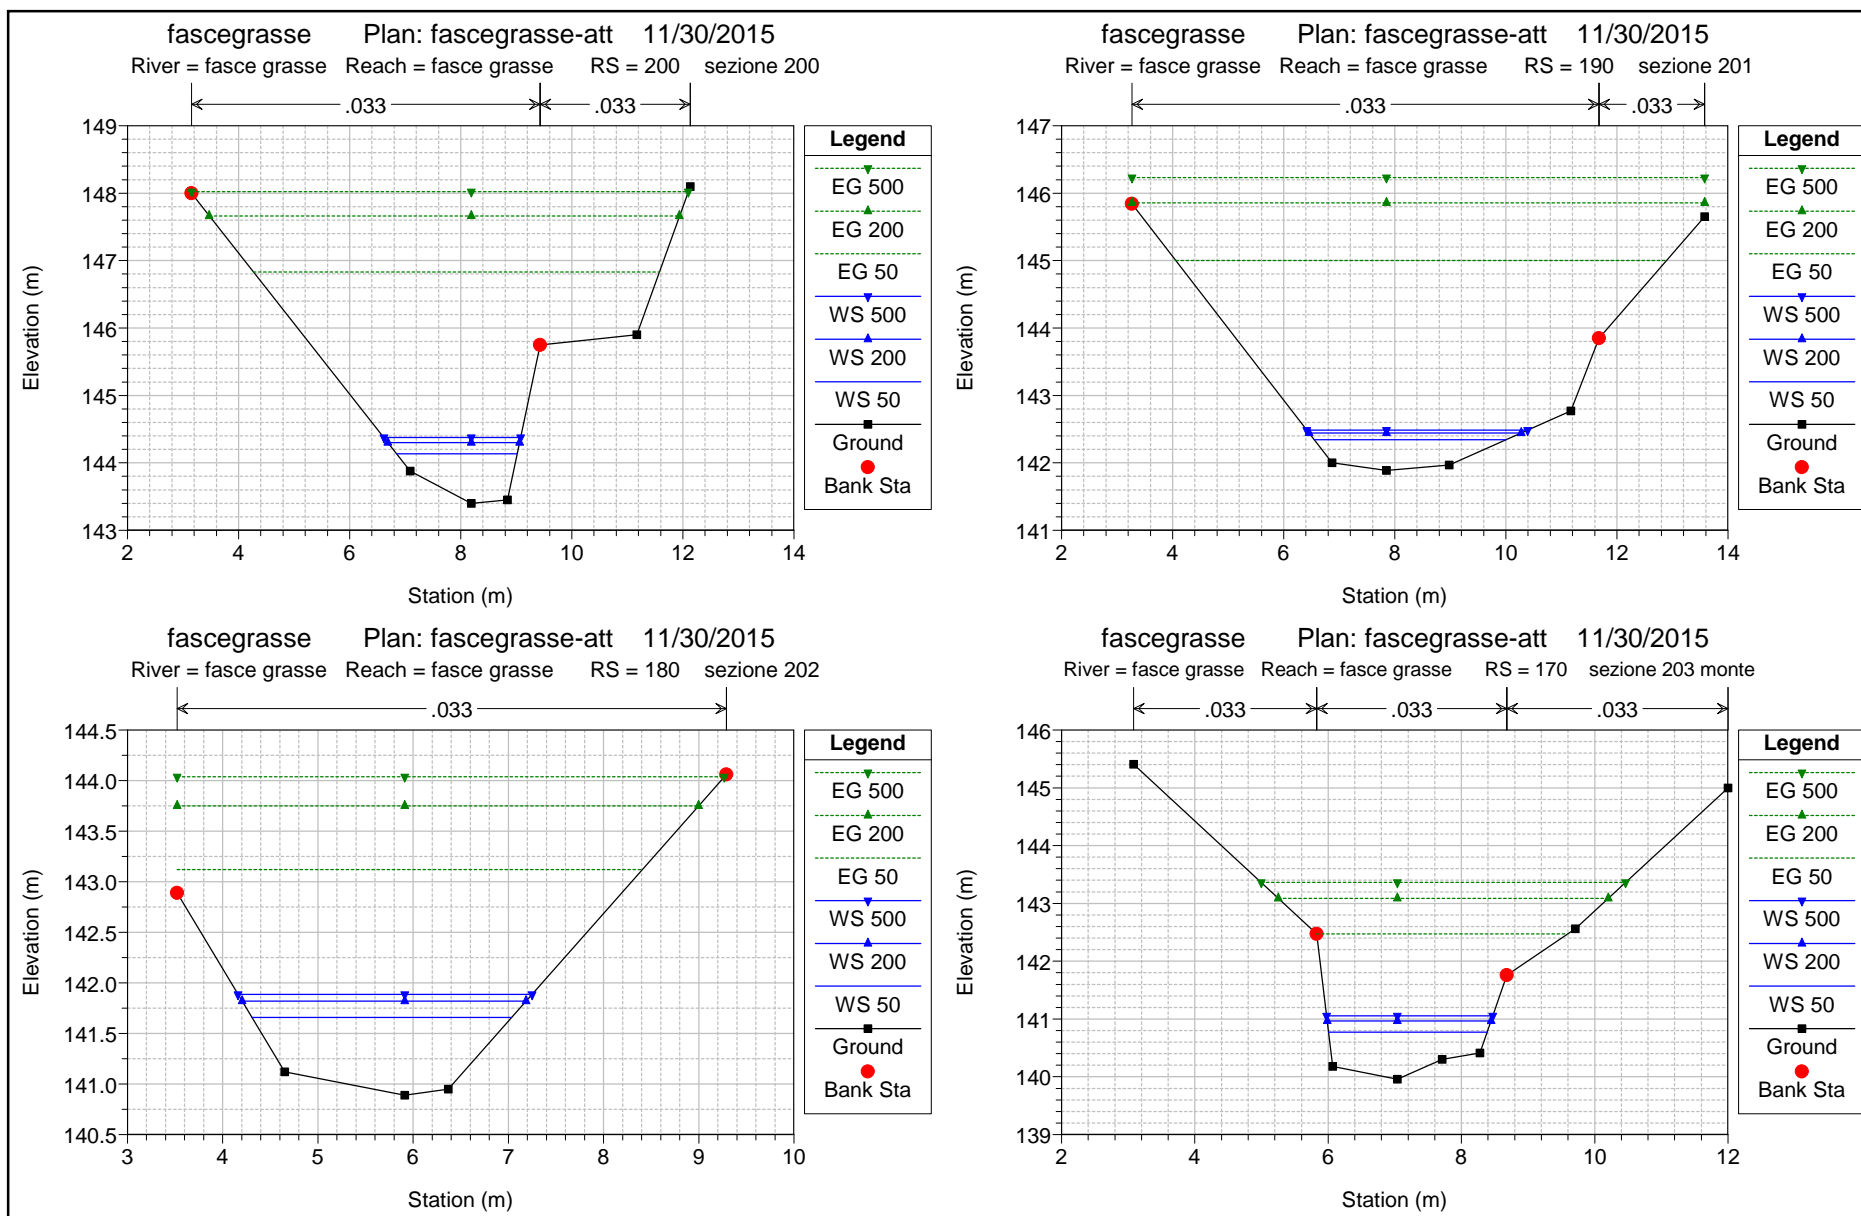 fascegrasse Plan: fascegrasse-att 11/30/2015
River = fasce grasse Reach = fasce grasse RS = 200 sezione 200
.033 .033
149
148
147
146
145
144
143
2 4 6 8 10 12 14
Elevation (m)
Station (m)
Legend
EG 500
EG 200
EG 50
WS 500
WS 200
WS 50
Ground
Bank Sta
fascegrasse Plan: fascegrasse-att 11/30/2015
River = fasce grasse Reach = fasce grasse RS = 190 sezione 201
.033 .033
147
146
145
144
143
142
141
2 4 6 8 10 12 14
Elevation (m)
Station (m)
Legend
EG 500
EG 200
EG 50
WS 500
WS 200
WS 50
Ground
Bank Sta
fascegrasse Plan: fascegrasse-att 11/30/2015
River = fasce grasse Reach = fasce grasse RS = 180 sezione 202
.033
144.5
144.0
143.5
143.0
142.5
142.0
141.5
141.0
140.5
3 4 5 6 7 8 9 10
Elevation (m)
Station (m)
Legend
EG 500
EG 200
EG 50
WS 500
WS 200
WS 50
Ground
Bank Sta
fascegrasse Plan: fascegrasse-att 11/30/2015
River = fasce grasse Reach = fasce grasse RS = 170 sezione 203 monte
.033 .033 .033
146
145
144
143
142
141
140
139
2 4 6 8 10 12
Elevation (m)
Station (m)
Legend
EG 500
EG 200
EG 50
WS 500
WS 200
WS 50
Ground
Bank Sta